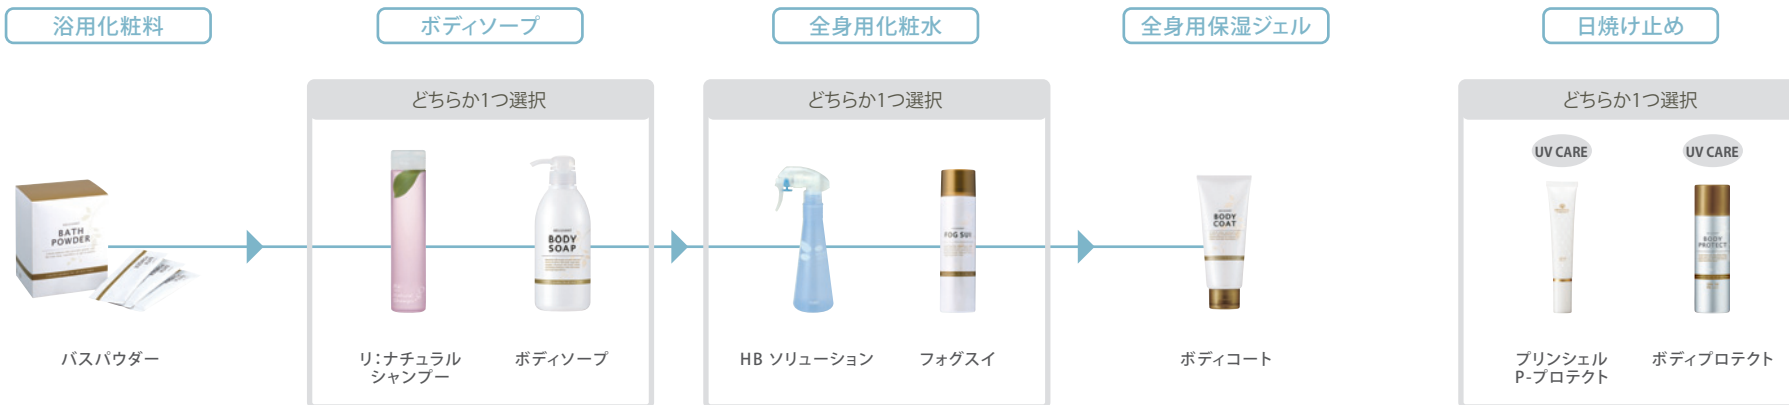 浴用化粧料
ボディソープ
全身用化粧水
全身用保湿ジェル
日焼け止め
どちらか1つ選択
どちらか1つ選択
どちらか1つ選択
UV CARE
UV CARE
BATH
POWDER
BODY
SOAP
FOG SUI
BODY
COAT
BODY
PROTECT
バスパウダー
リ:ナチュラル
シャンプー
ボディソープ
HB ソリューション
フォグスイ
ボディコート
プリンシェル
P-プロテクト
ボディプロテクト